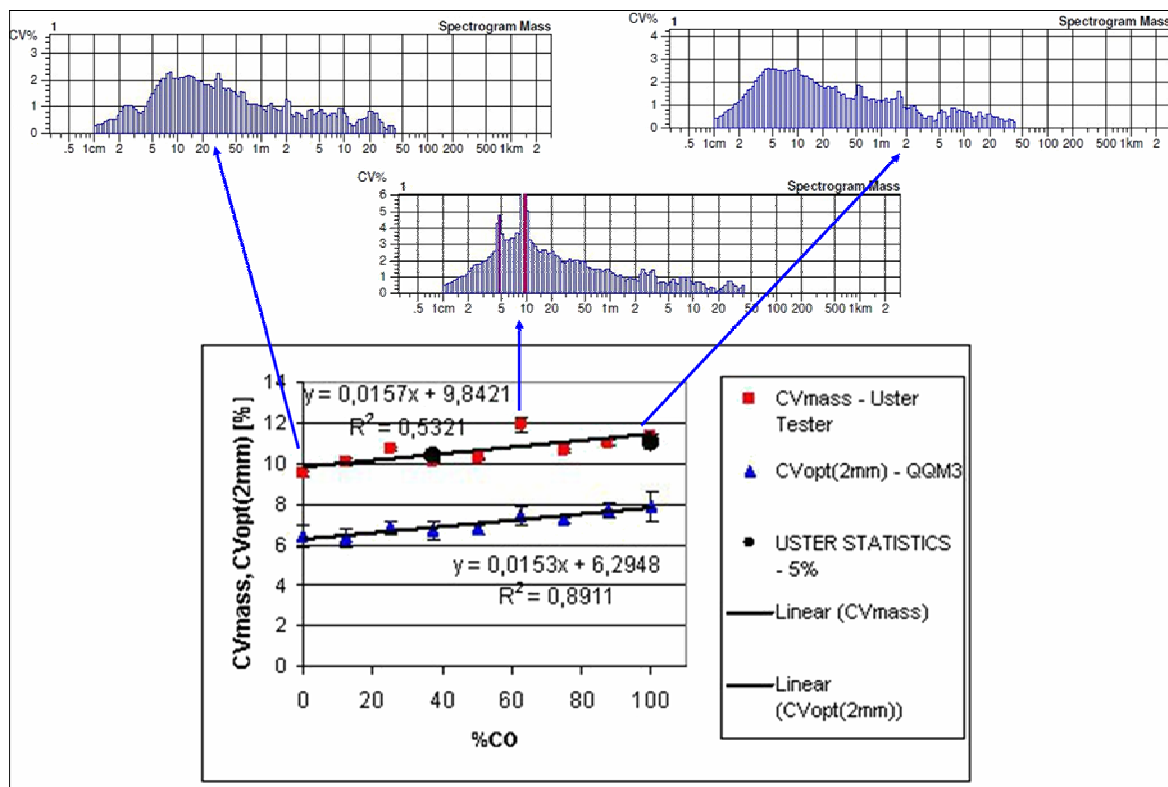 1
Spectrogram Mass
CV%
3
2
1
0
.5 1cm 2 5 10 20 50 1m 2 5 10 20 50 100 200 500 1km 2
1
Spectrogram Mass
CV%
4
3
2
1
0
.5 1cm 2 5 10 20 50 1m 2 5 10 20 50 100 200 500 1km 2
CV%
1
Spectrogram Mass
6
5
4
3
2
1
0
.5 1cm 2 5 10 20 50 1m 2 5 10 20 50 100 200 500 1km 2
CVmass, CVopt(2mm) [%]
14
12
10
8
6
4
2
0
y = 0,0157x + 9,8421
R² = 0,5321
y = 0,0153x + 6,2948
R² = 0,8911
0 20 40 60 80 100
%CO
CVmass - Uster
Tester
CVopt(2mm) - QQM3
USTER STATISTICS
- 5%
Linear (CVmass)
Linear
(CVopt(2mm))